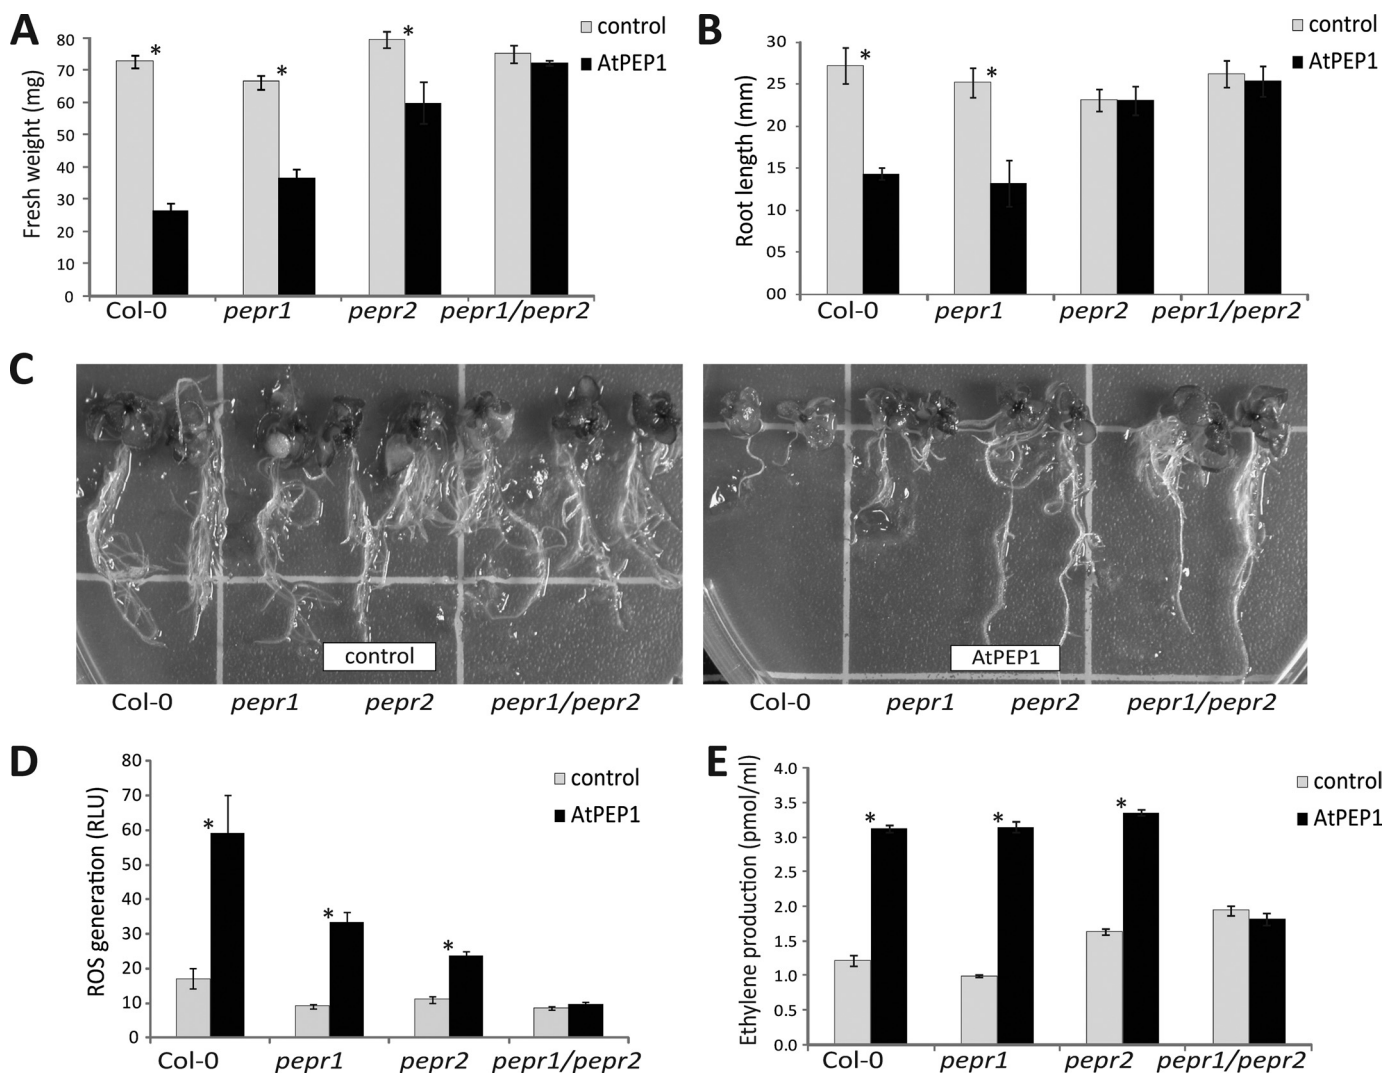 A
Fresh weight (mg)
80
70
60
50
40
30
20
10
0
* * *
control
AtPEP1
Col-0 pepr1 pepr2 pepr1/pepr2
B
Root length (mm)
30
25
20
15
10
05
00
* *
control
AtPEP1
Col-0 pepr1 pepr2 pepr1/pepr2
C
control
Col-0 pepr1 pepr2 pepr1/pepr2
AtPEP1
Col-0 pepr1 pepr2 pepr1/pepr2
D
ROS generation (RLU)
80
70
60
50
40
30
20
10
0
* * *
control
AtPEP1
Col-0 pepr1 pepr2 pepr1/pepr2
E
Ethylene production (pmol/ml)
4.0
3.5
3.0
2.5
2.0
1.5
1.0
0.5
0.0
* * *
control
AtPEP1
Col-0 pepr1 pepr2 pepr1/pepr2